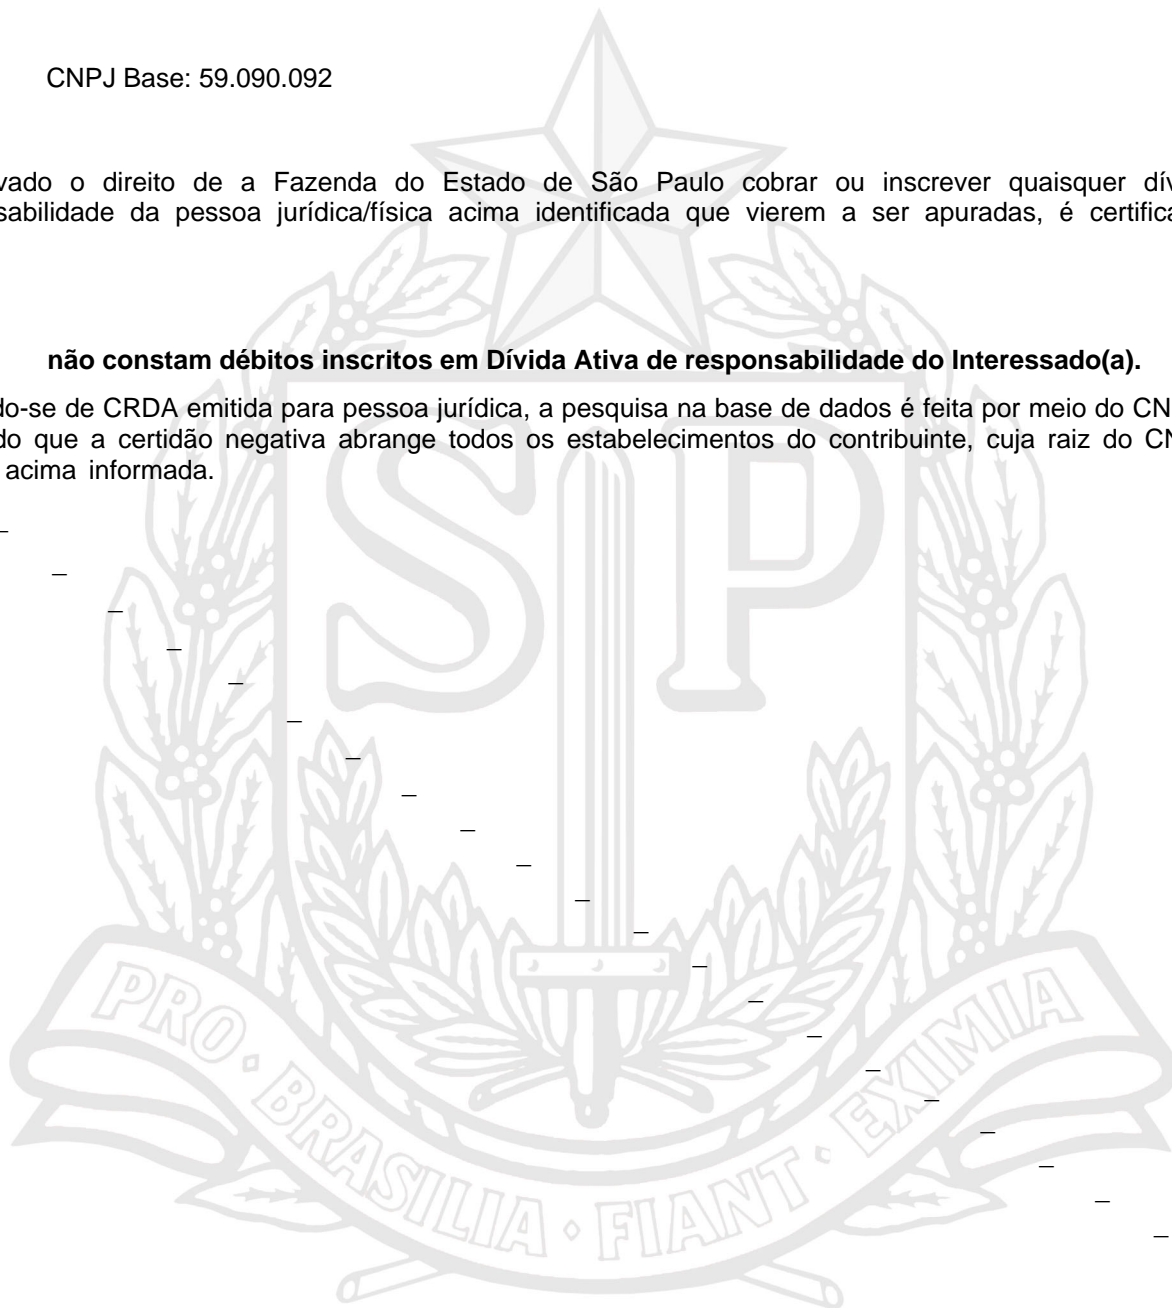 CNPJ Base: 59.090.092
vado o direito de a Fazenda do Estado de São Paulo cobrar ou inscrever quaisquer dív
sabilidade da pessoa jurídica/física acima identificada que vierem a ser apuradas, é certifica
não constam débitos inscritos em Dívida Ativa de responsabilidade do Interessado(a).
do-se de CRDA emitida para pessoa jurídica, a pesquisa na base de dados é feita por meio do CN
do que a certidão negativa abrange todos os estabelecimentos do contribuinte, cuja raiz do CN
acima informada.
SP
PRO • BRASILIA • FIANT • EXIMIA